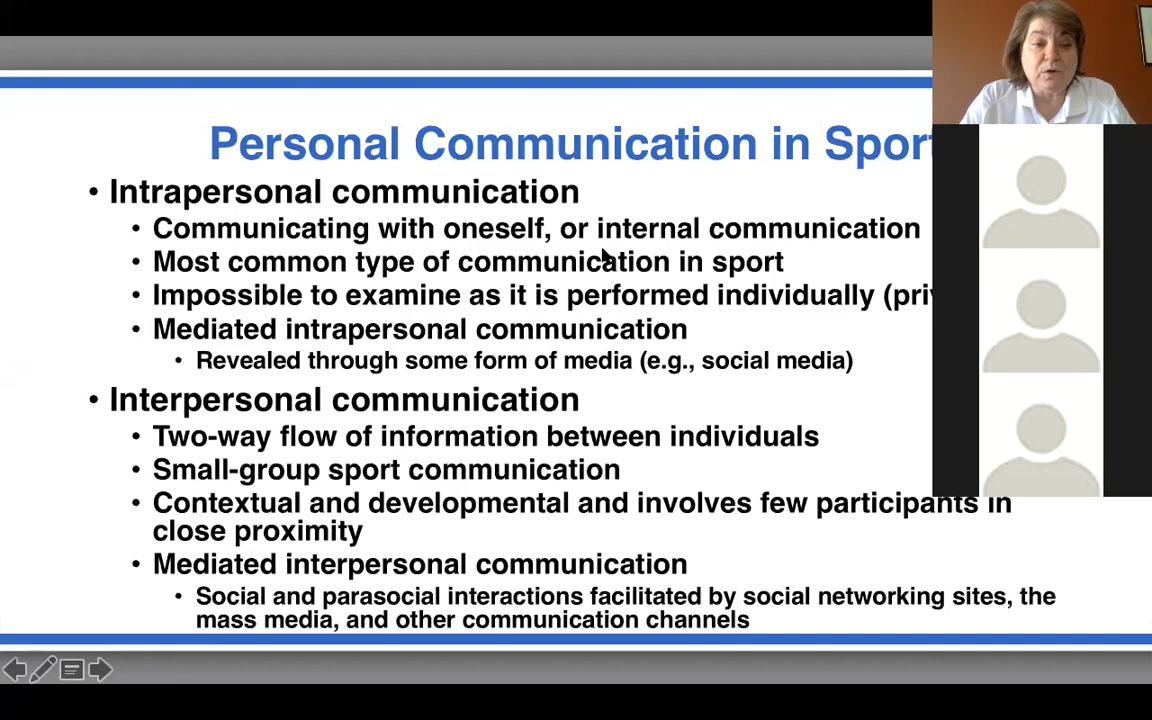 Personal Communication in Spor
• Intrapersonal communication
• Communicating with oneself, or internal communication
• Most common type of communication in sport
• Impossible to examine as it is performed individually (pri
• Mediated intrapersonal communication
• Revealed through some form of media (e.g., social media)
• Interpersonal communication
• Two-way flow of information between individuals
• Small-group sport communication
• Contextual and developmental and involves few participants in
close proximity
• Mediated interpersonal communication
• Social and parasocial interactions facilitated by social networking sites, the
mass media, and other communication channels